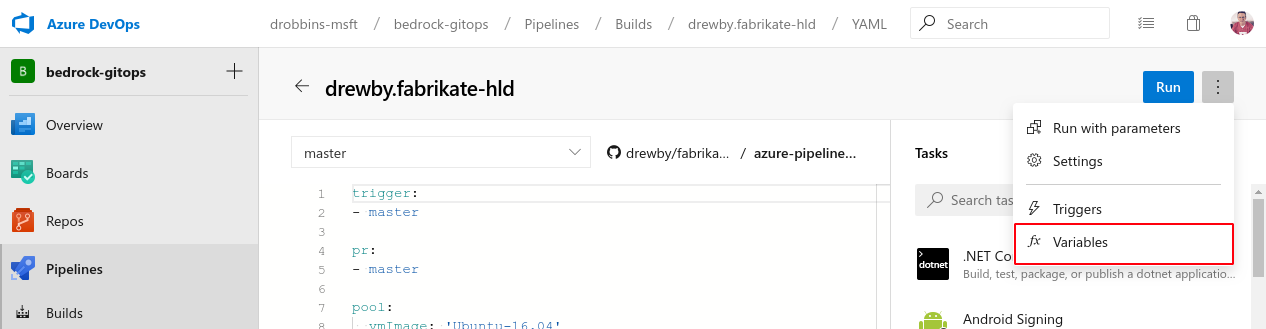 Azure DevOps
drobbins-msft / bedrock-gitops / Pipelines / Builds / drewby.fabrikate-hld / YAML
Search
B bedrock-gitops
Overview
Boards
Repos
Pipelines
Builds
drewby.fabrikate-hld
Run
master
drewby/fabrika... / azure-pipeline...
1 trigger:
2 - master
3
4 pr:
5 - master
6
7 pool:
8 vmImage: 'Ubuntu-16.04'
Run with parameters
Settings
Triggers
fx Variables
Tasks
Search tas
dotnet
.NET Co
Build, test, package, or publish a dotnet applicatio...
Android Signing